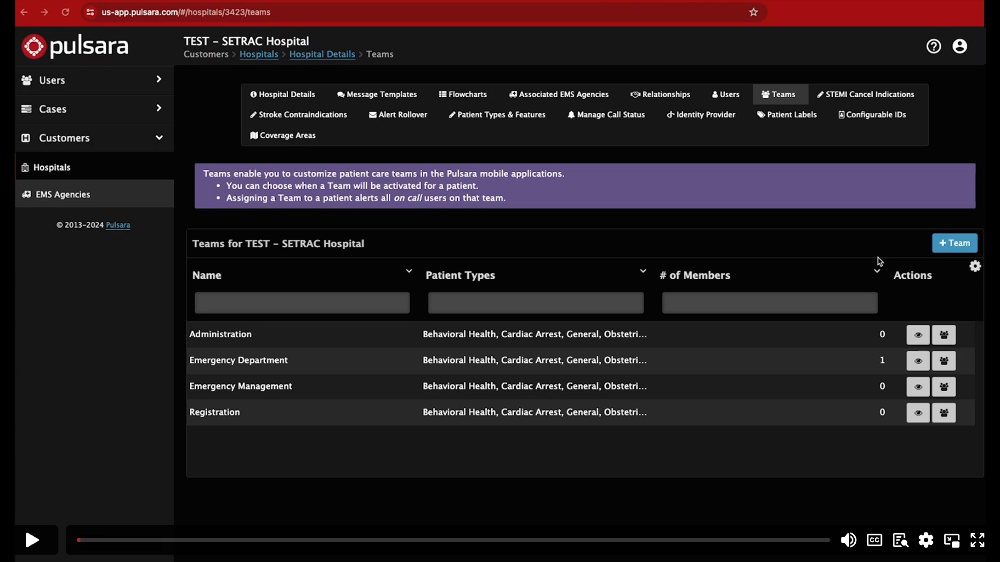 us-app.pulsara.com/#/hospitals/3423/teams
pulsara
TEST – SETRAC Hospital
Customers > Hospitals > Hospital Details > Teams
Users
Cases
Customers
Hospitals
EMS Agencies
© 2013–2024 Pulsara
Hospital Details Message Templates Flowcharts Associated EMS Agencies Relationships Users Teams STEMI Cancel Indications
Stroke Contraindications Alert Rollover Patient Types & Features Manage Call Status Identity Provider Patient Labels Configurable IDs
Coverage Areas
Teams enable you to customize patient care teams in the Pulsara mobile applications.
• You can choose when a Team will be activated for a patient.
• Assigning a Team to a patient alerts all on call users on that team.
Teams for TEST – SETRAC Hospital
+ Team
Name Patient Types # of Members Actions
Administration Behavioral Health, Cardiac Arrest, General, Obstetri... 0
Emergency Department Behavioral Health, Cardiac Arrest, General, Obstetri... 1
Emergency Management Behavioral Health, Cardiac Arrest, General, Obstetri... 0
Registration Behavioral Health, Cardiac Arrest, General, Obstetri... 0
CC